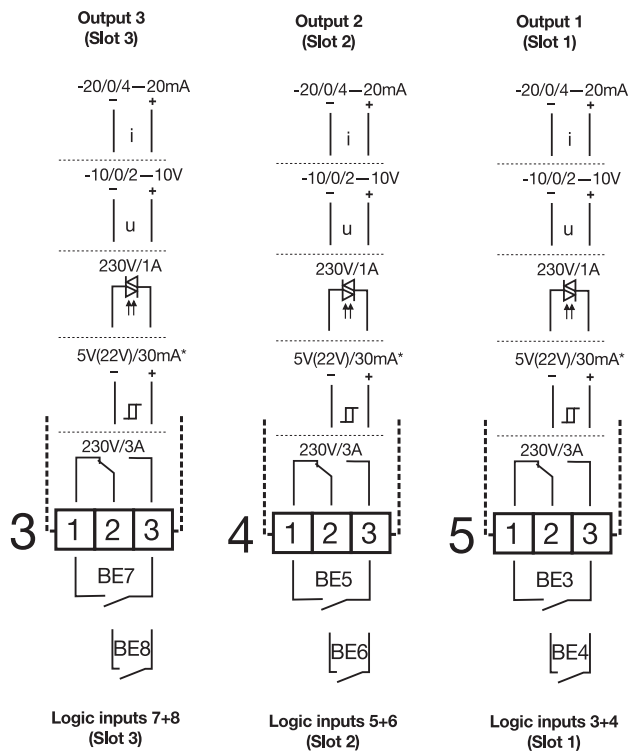 Output 3
(Slot 3)
-20/0/4—20mA
- +
i
-10/0/2—10V
- +
u
230V/1A
5V(22V)/30mA*
- +
230V/3A
3 1 2 3
BE7
BE8
Logic inputs 7+8
(Slot 3)
Output 2
(Slot 2)
-20/0/4—20mA
- +
i
-10/0/2—10V
- +
u
230V/1A
5V(22V)/30mA*
- +
230V/3A
4 1 2 3
BE5
BE6
Logic inputs 5+6
(Slot 2)
Output 1
(Slot 1)
-20/0/4—20mA
- +
i
-10/0/2—10V
- +
u
230V/1A
5V(22V)/30mA*
- +
230V/3A
5 1 2 3
BE3
BE4
Logic inputs 3+4
(Slot 1)